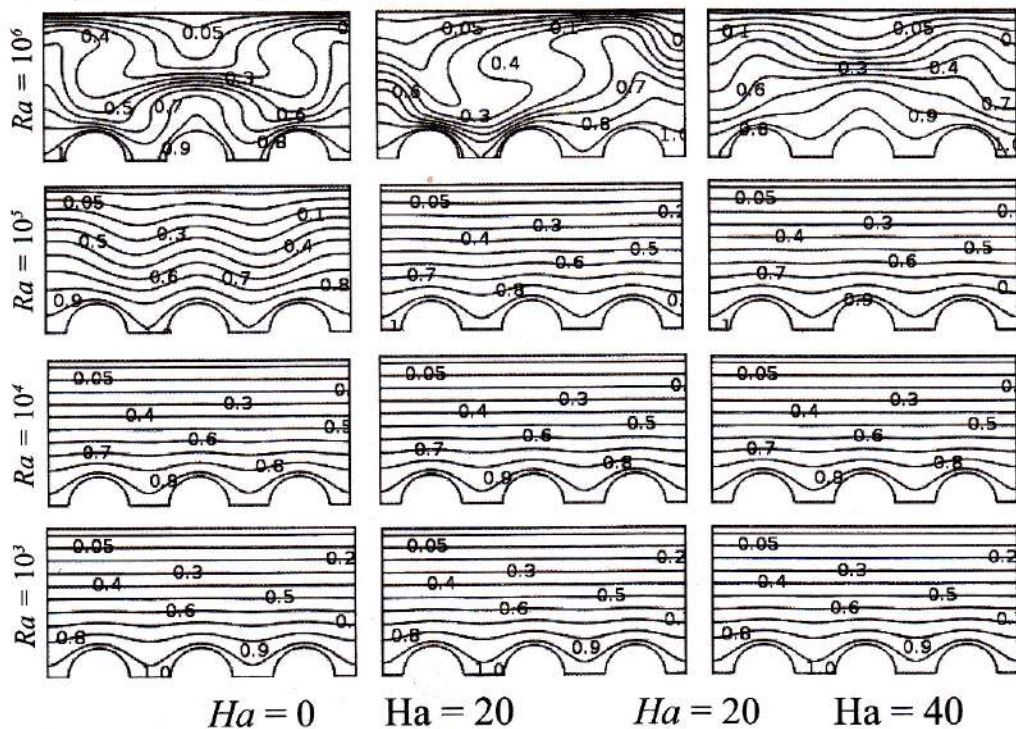 Ra = 10⁶
0.4 0.05 0.3 0.5 0.7 0.6 0.9 0.8
0.05 0.1 0.4 0.6 0.7 0.3 0.8
0.1 0.05 0.3 0.4 0.6 0.7 0.9 0.8
Ra = 10⁵
0.05 0.1 0.5 0.3 0.4 0.6 0.7 0.8 0.9
0.05 0.3 0.4 0.5 0.6 0.7 0.8
0.05 0.3 0.4 0.5 0.6 0.7 0.9
Ra = 10⁴
0.05 0.3 0.4 0.5 0.6 0.7 0.8 0.9
0.05 0.3 0.4 0.5 0.6 0.7 0.8 0.9
0.05 0.3 0.4 0.5 0.6 0.7 0.8 0.9
Ra = 10³
0.05 0.2 0.3 0.4 0.5 0.6 0.8 0.9 1.0
0.05 0.2 0.3 0.4 0.5 0.6 0.8 0.9 1.0
0.05 0.2 0.3 0.4 0.5 0.6 0.8 0.9 1.0
Ha = 0 Ha = 20 Ha = 20 Ha = 40